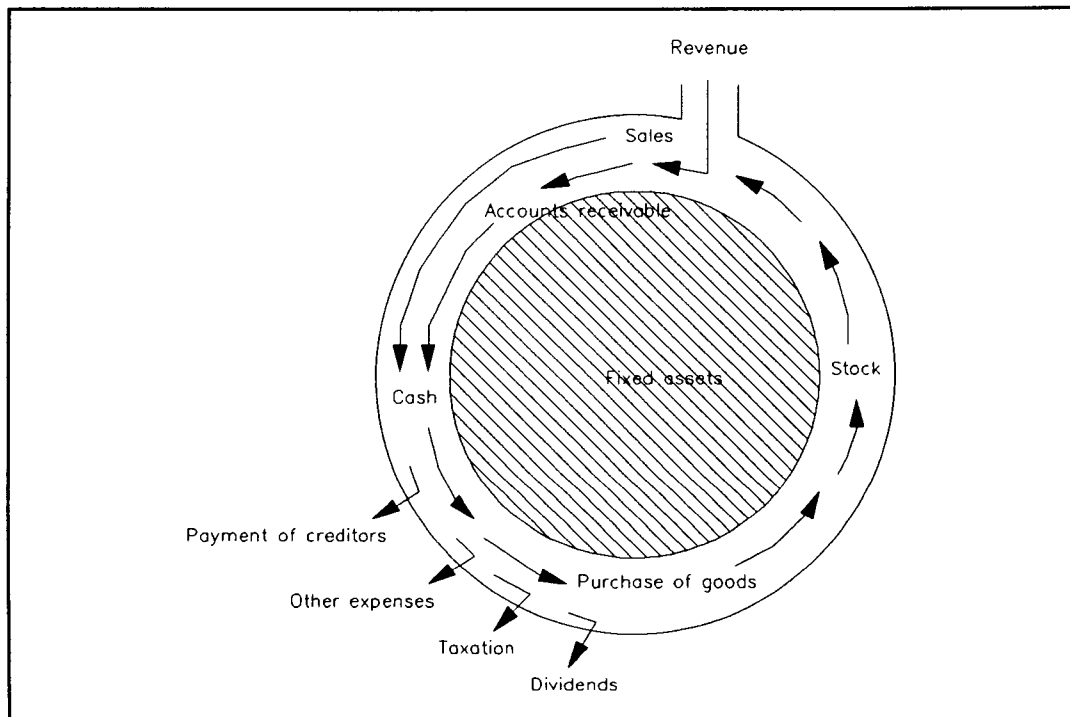 Revenue
Sales
Accounts receivable
Stock
Fixed assets
Cash
Payment of creditors
Purchase of goods
Other expenses
Taxation
Dividends